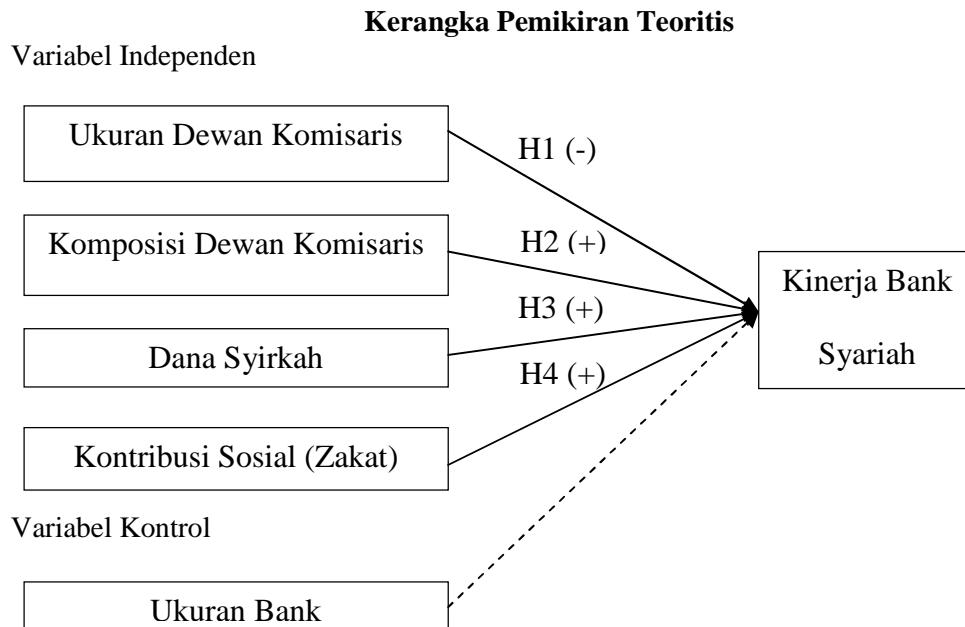 Kerangka Pemikiran Teoritis
Variabel Independen
Ukuran Dewan Komisaris
H1 (-)
Komposisi Dewan Komisaris
H2 (+)
Kinerja Bank
Syariah
H3 (+)
Dana Syirkah
H4 (+)
Kontribusi Sosial (Zakat)
Variabel Kontrol
Ukuran Bank